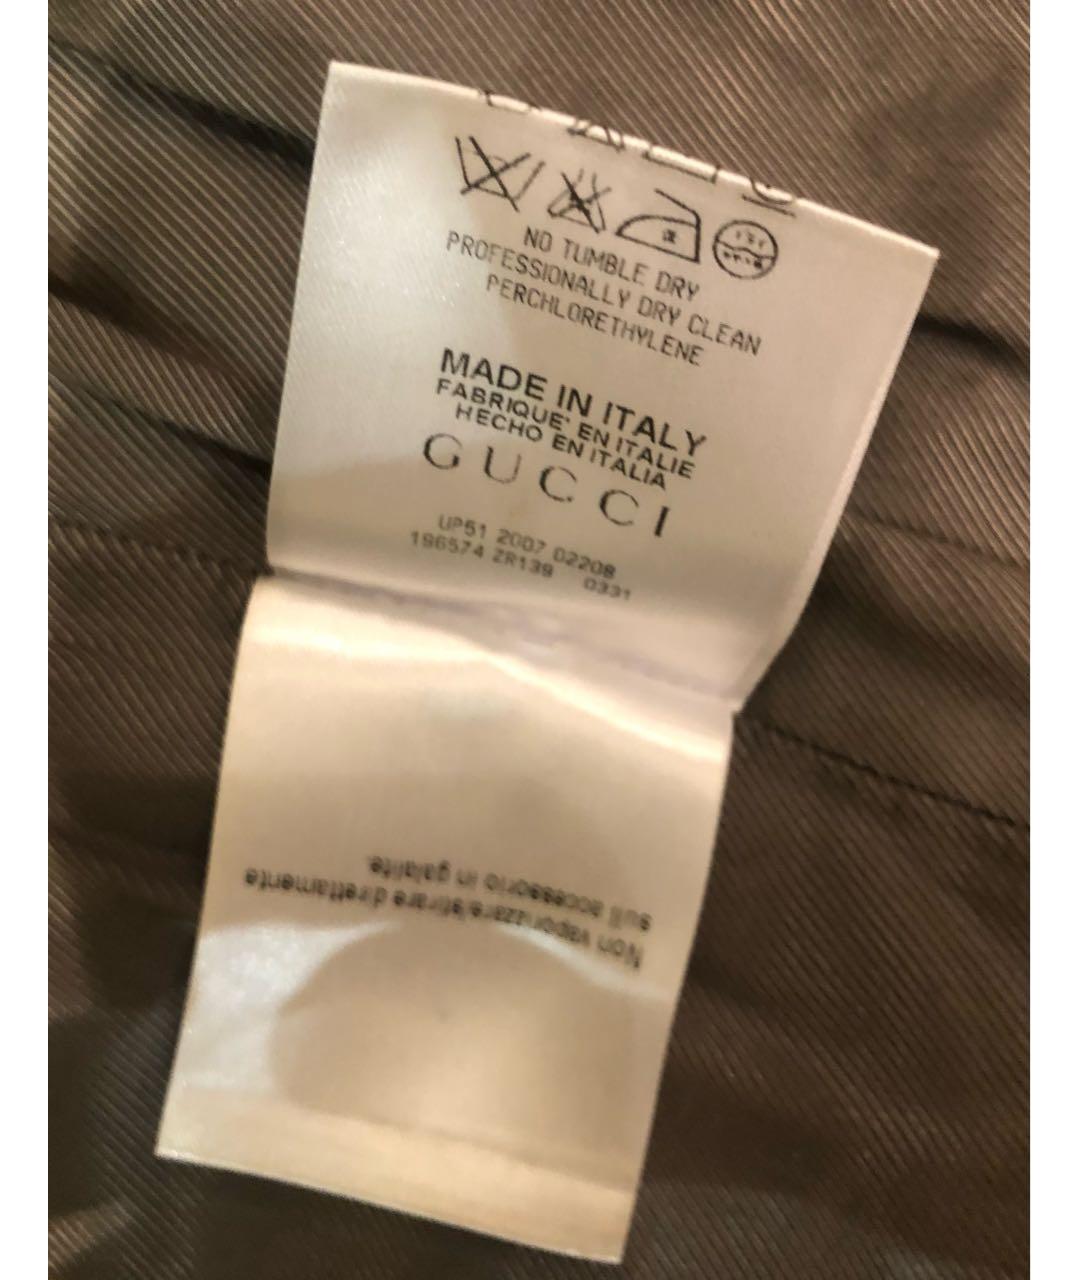 NO TUMBLE DRY
PROFESSIONALLY DRY CLEAN
PERCHLORETHYLENE
MADE IN ITALY
FABRIQUE' EN ITALIE
HECHO EN ITALIA
GUCCI
UP51 2007 02208
196574 ZR139 0331
Non vaporizzare/stirare direttamente
sull accessorio in galalite.